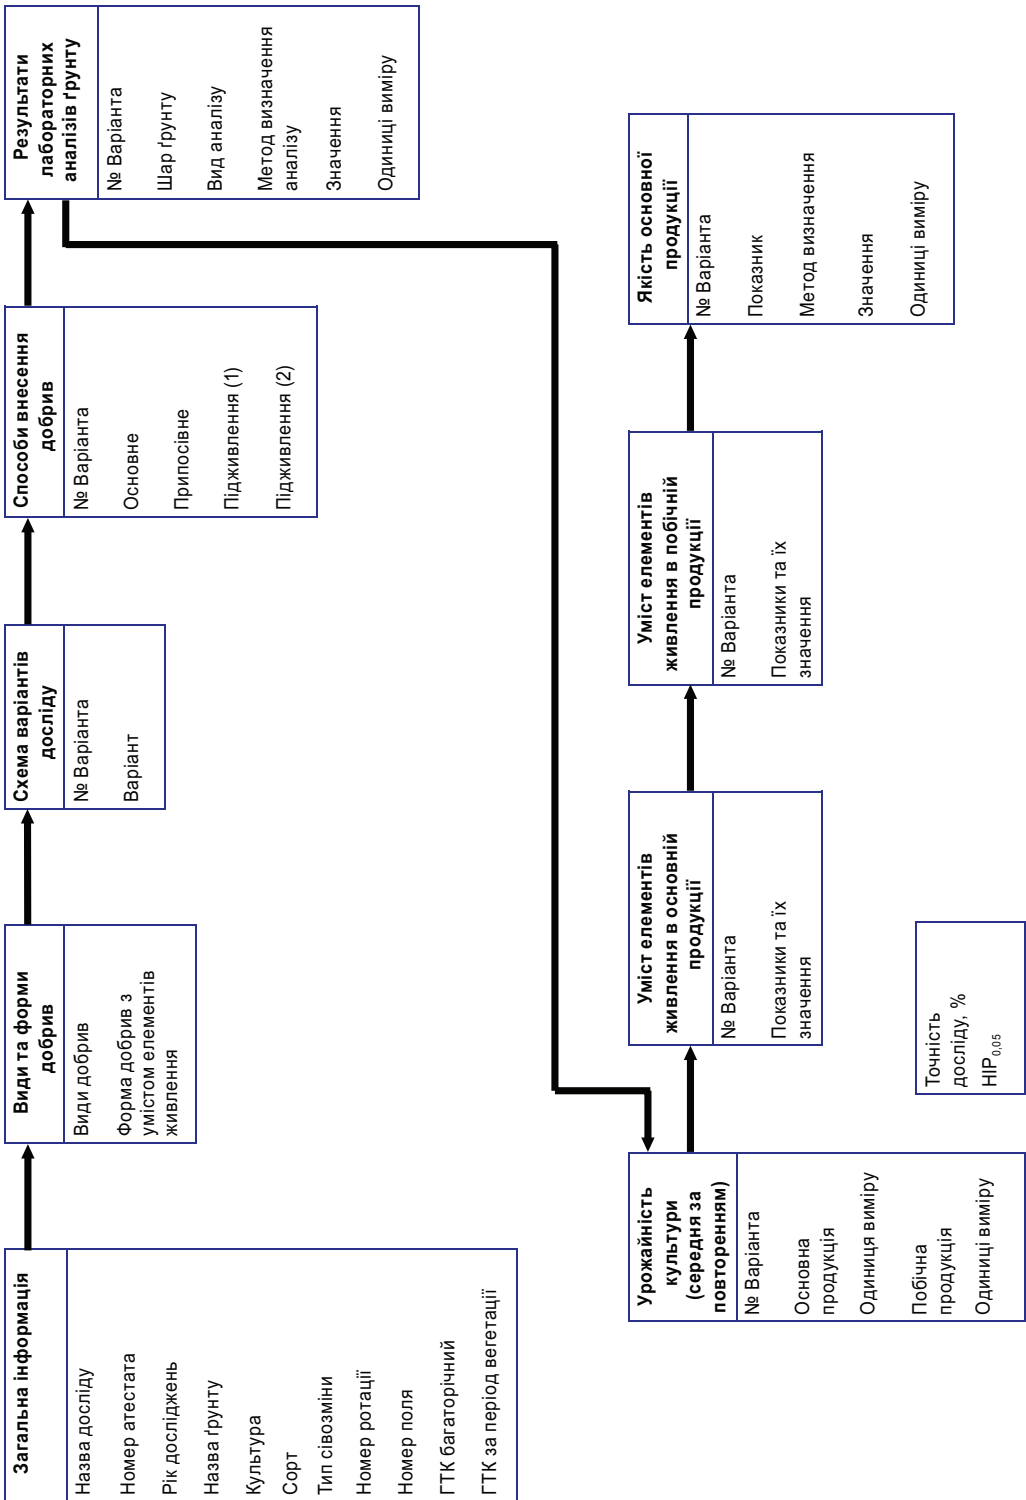 Загальна інформація
Назва досліду
Номер атестата
Рік досліджень
Назва ґрунту
Культура
Сорт
Тип сівозміни
Номер ротації
Номер поля
ГТК багаторічний
ГТК за період вегетації
Види та форми
добрив
Види добрив
Форма добрив з
умістом елементів
живлення
Схема варіантів
досліду
№ Варіанта
Варіант
Способи внесення
добрив
№ Варіанта
Основне
Припосівне
Підживлення (1)
Підживлення (2)
Результати
лабораторних
аналізів ґрунту
№ Варіанта
Шар ґрунту
Вид аналізу
Метод визначення
аналізу
Значення
Одиниці виміру
Урожайність
культури
(середня за
повторенням)
№ Варіанта
Основна
продукція
Одиниця виміру
Побічна
продукція
Одиниці виміру
Уміст елементів
живлення в основній
продукції
№ Варіанта
Показники та їх
значення
Уміст елементів
живлення в побічній
продукції
№ Варіанта
Показники та їх
значення
Якість основної
продукції
№ Варіанта
Показник
Метод визначення
Значення
Одиниці виміру
Точність
досліду, %
НІР0,05